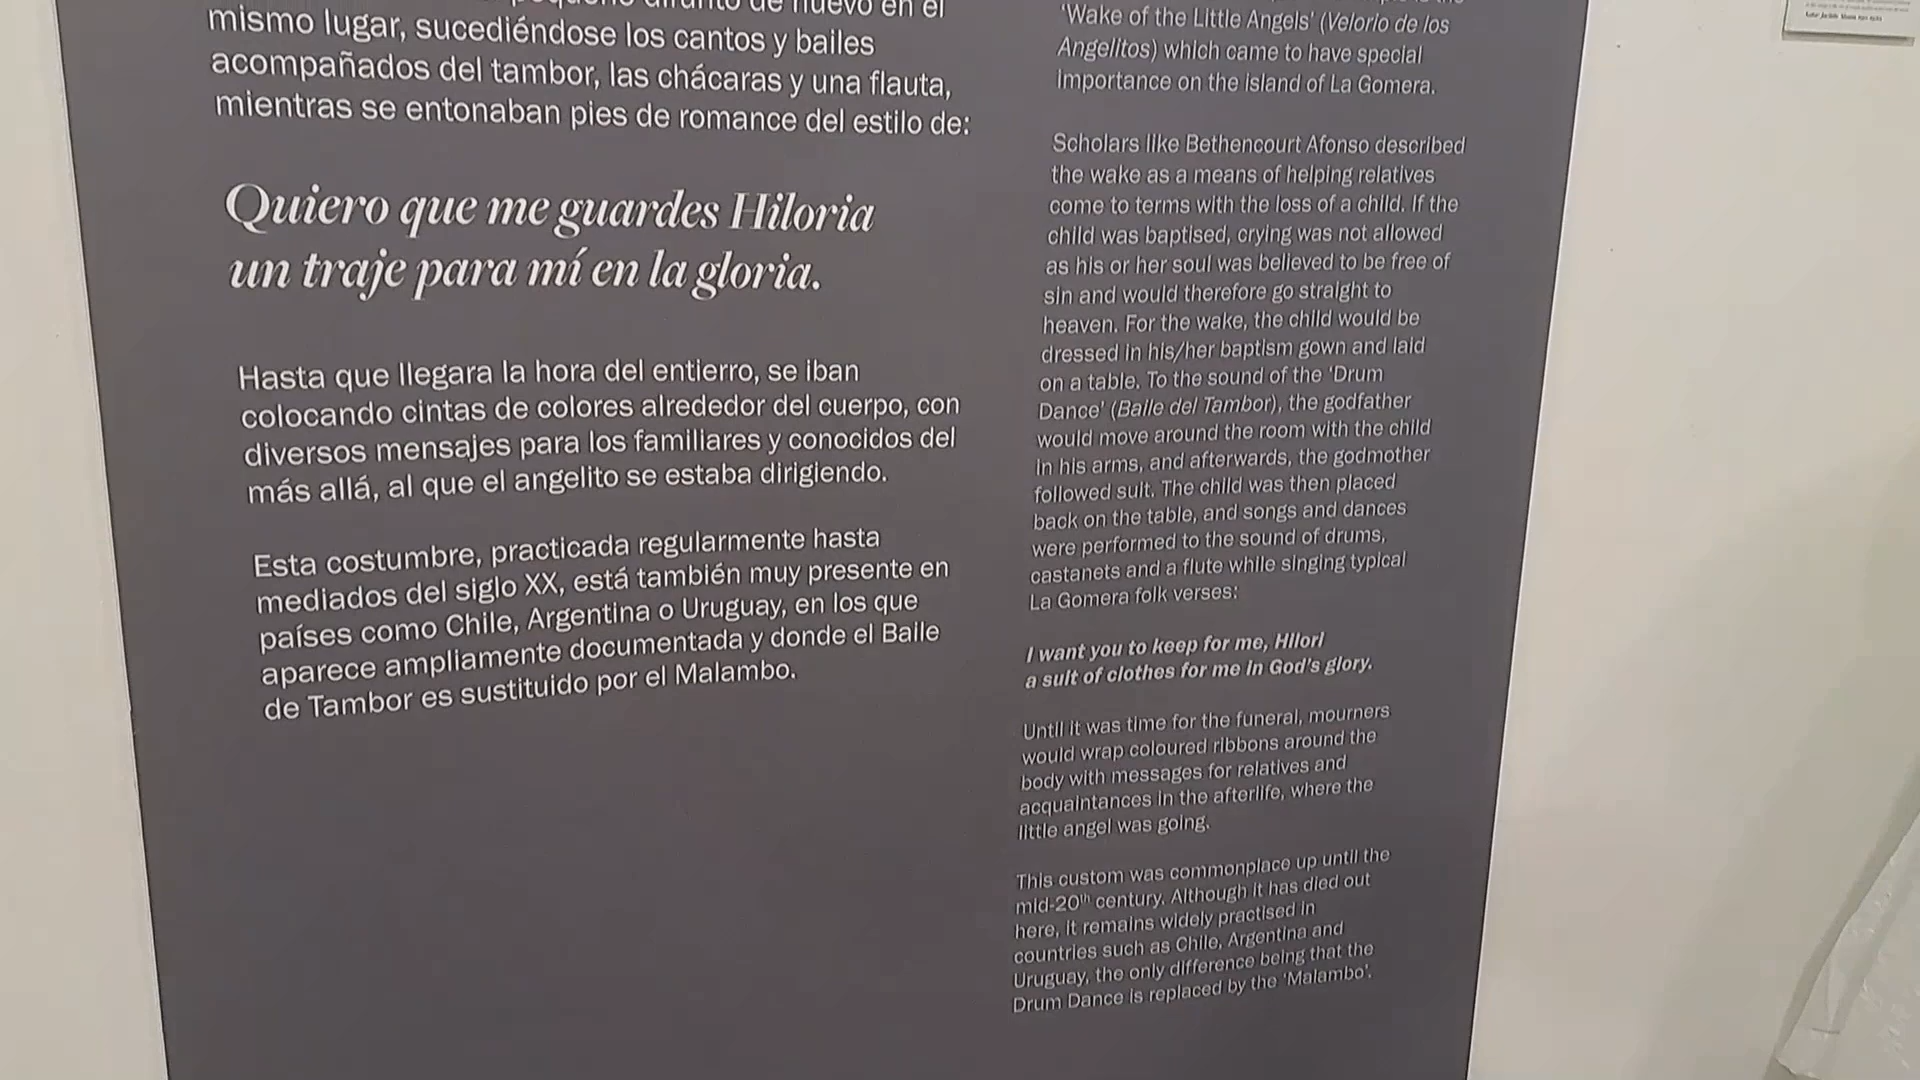 de nuevo en el
mismo lugar, sucediéndose los cantos y bailes
acompañados del tambor, las chácaras y una flauta,
mientras se entonaban pies de romance del estilo de:
Quiero que me guardes Hiloria
un traje para mí en la gloria.
Hasta que llegara la hora del entierro, se iban
colocando cintas de colores alrededor del cuerpo, con
diversos mensajes para los familiares y conocidos del
más allá, al que el angelito se estaba dirigiendo.
Esta costumbre, practicada regularmente hasta
mediados del siglo XX, está también muy presente en
países como Chile, Argentina o Uruguay, en los que
aparece ampliamente documentada y donde el Baile
de Tambor es sustituido por el Malambo.
'Wake of the Little Angels' (Velorio de los
Angelitos) which came to have special
importance on the island of La Gomera.
Scholars like Bethencourt Afonso described
the wake as a means of helping relatives
come to terms with the loss of a child. If the
child was baptised, crying was not allowed
as his or her soul was believed to be free of
sin and would therefore go straight to
heaven. For the wake, the child would be
dressed in his/her baptism gown and laid
on a table. To the sound of the 'Drum
Dance' (Baile del Tambor), the godfather
would move around the room with the child
in his arms, and afterwards, the godmother
followed suit. The child was then placed
back on the table, and songs and dances
were performed to the sound of drums,
castanets and a flute while singing typical
La Gomera folk verses:
I want you to keep for me, Hilori
a suit of clothes for me in God's glory.
Until it was time for the funeral, mourners
would wrap coloured ribbons around the
body with messages for relatives and
acquaintances in the afterlife, where the
little angel was going.
This custom was commonplace up until the
mid-20th century. Although it has died out
here, it remains widely practised in
countries such as Chile, Argentina and
Uruguay, the only difference being that the
Drum Dance is replaced by the 'Malambo'.